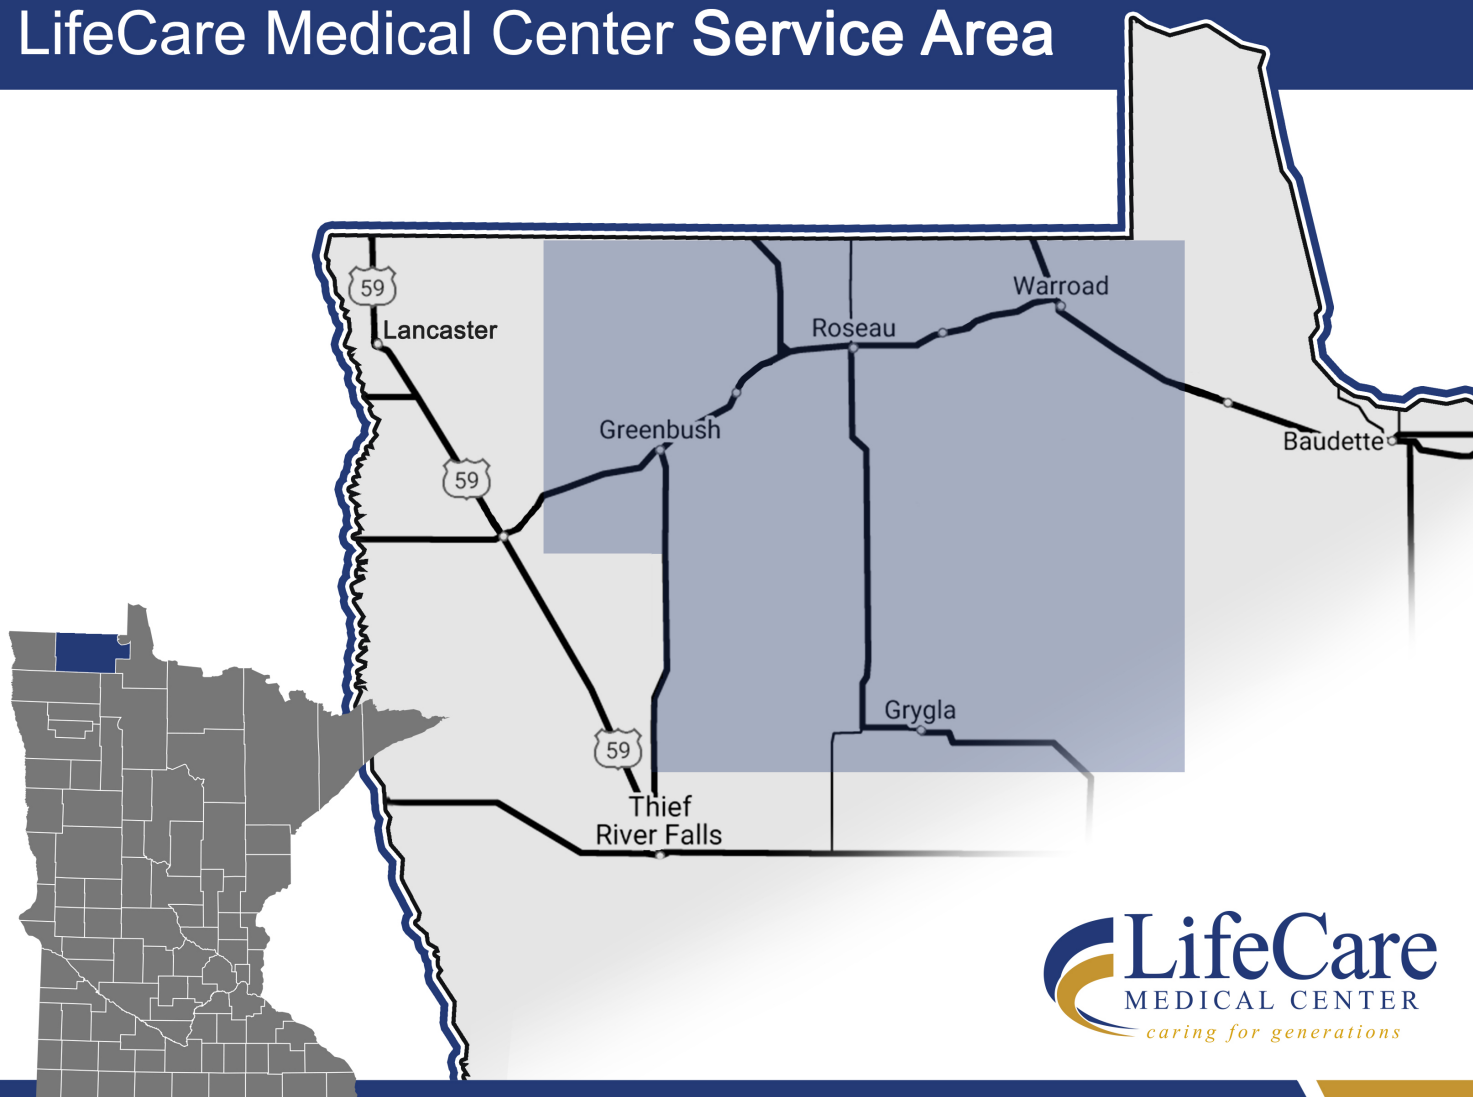 LifeCare Medical Center Service Area
59
Lancaster
Warroad
Roseau
Greenbush
Baudette
59
Grygla
59
Thief
River Falls
LifeCare
MEDICAL CENTER
caring for generations